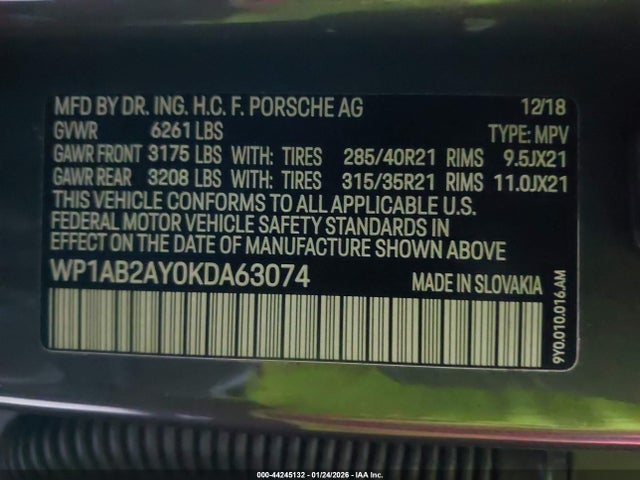 MFD BY DR. ING. H.C. F. PORSCHE AG 12/18
GVWR 6261 LBS TYPE: MPV
GAWR FRONT 3175 LBS WITH: TIRES 285/40R21 RIMS 9.5JX21
GAWR REAR 3208 LBS WITH: TIRES 315/35R21 RIMS 11.0JX21
THIS VEHICLE CONFORMS TO ALL APPLICABLE U.S.
FEDERAL MOTOR VEHICLE SAFETY STANDARDS IN
EFFECT ON THE DATE OF MANUFACTURE SHOWN ABOVE
WP1AB2AY0KDA63074 MADE IN SLOVAKIA
9Y0.010.016.AM
000-44245132 - 01/24/2026 - IAA Inc.